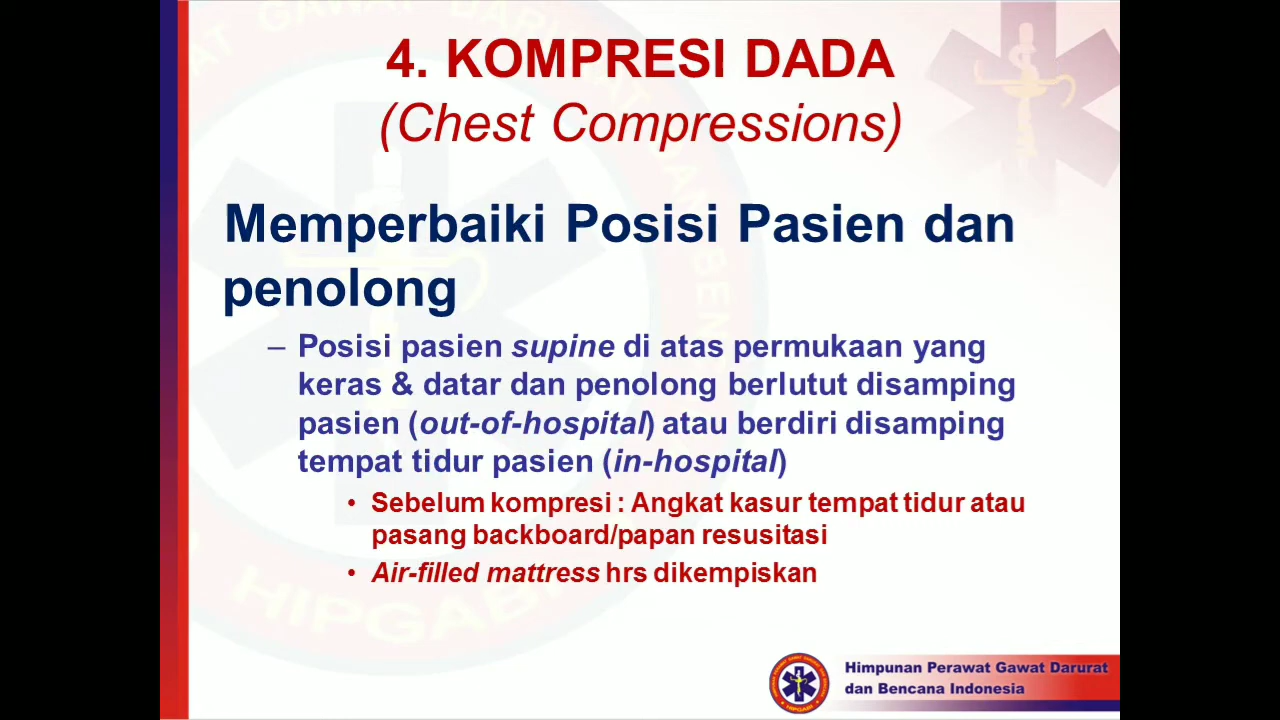 4. KOMPRESI DADA
(Chest Compressions)
Memperbaiki Posisi Pasien dan
penolong
– Posisi pasien supine di atas permukaan yang
keras & datar dan penolong berlutut disamping
pasien (out-of-hospital) atau berdiri disamping
tempat tidur pasien (in-hospital)
• Sebelum kompresi : Angkat kasur tempat tidur atau
pasang backboard/papan resusitasi
• Air-filled mattress hrs dikempiskan
Himpunan Perawat Gawat Darurat
dan Bencana Indonesia
HIPGABI